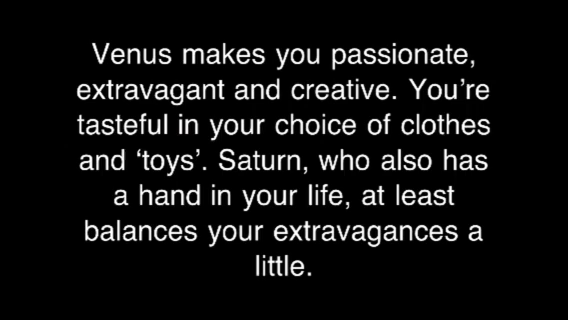 Venus makes you passionate,
extravagant and creative. You’re
tasteful in your choice of clothes
and ‘toys’. Saturn, who also has
a hand in your life, at least
balances your extravagances a
little.